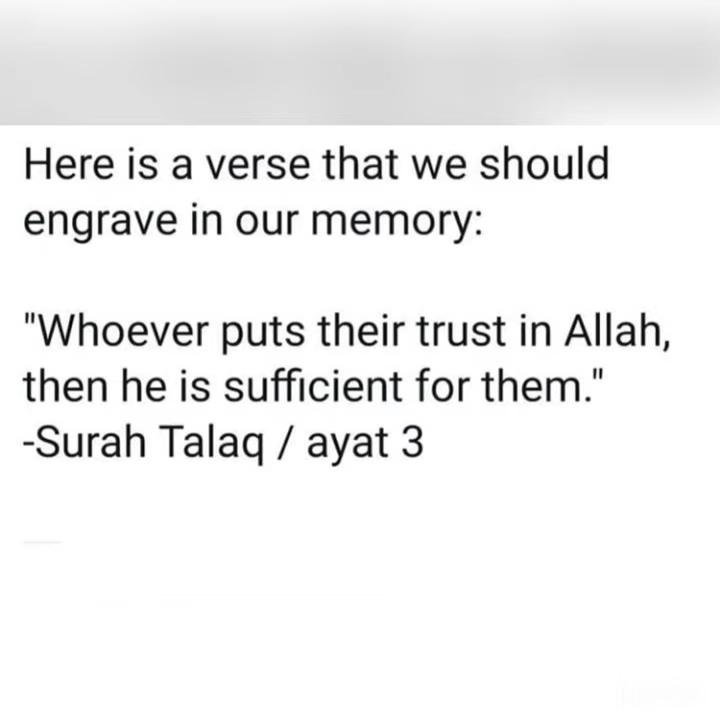 Here is a verse that we should
engrave in our memory:
"Whoever puts their trust in Allah,
then he is sufficient for them."
-Surah Talaq / ayat 3